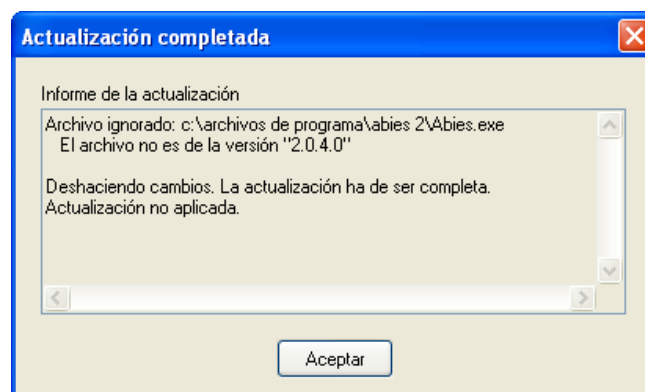 Actualización completada
Informe de la actualización
Archivo ignorado: c:\archivos de programa\abies 2\Abies.exe
El archivo no es de la versión "2.0.4.0"
Deshaciendo cambios. La actualización ha de ser completa.
Actualización no aplicada.
Aceptar